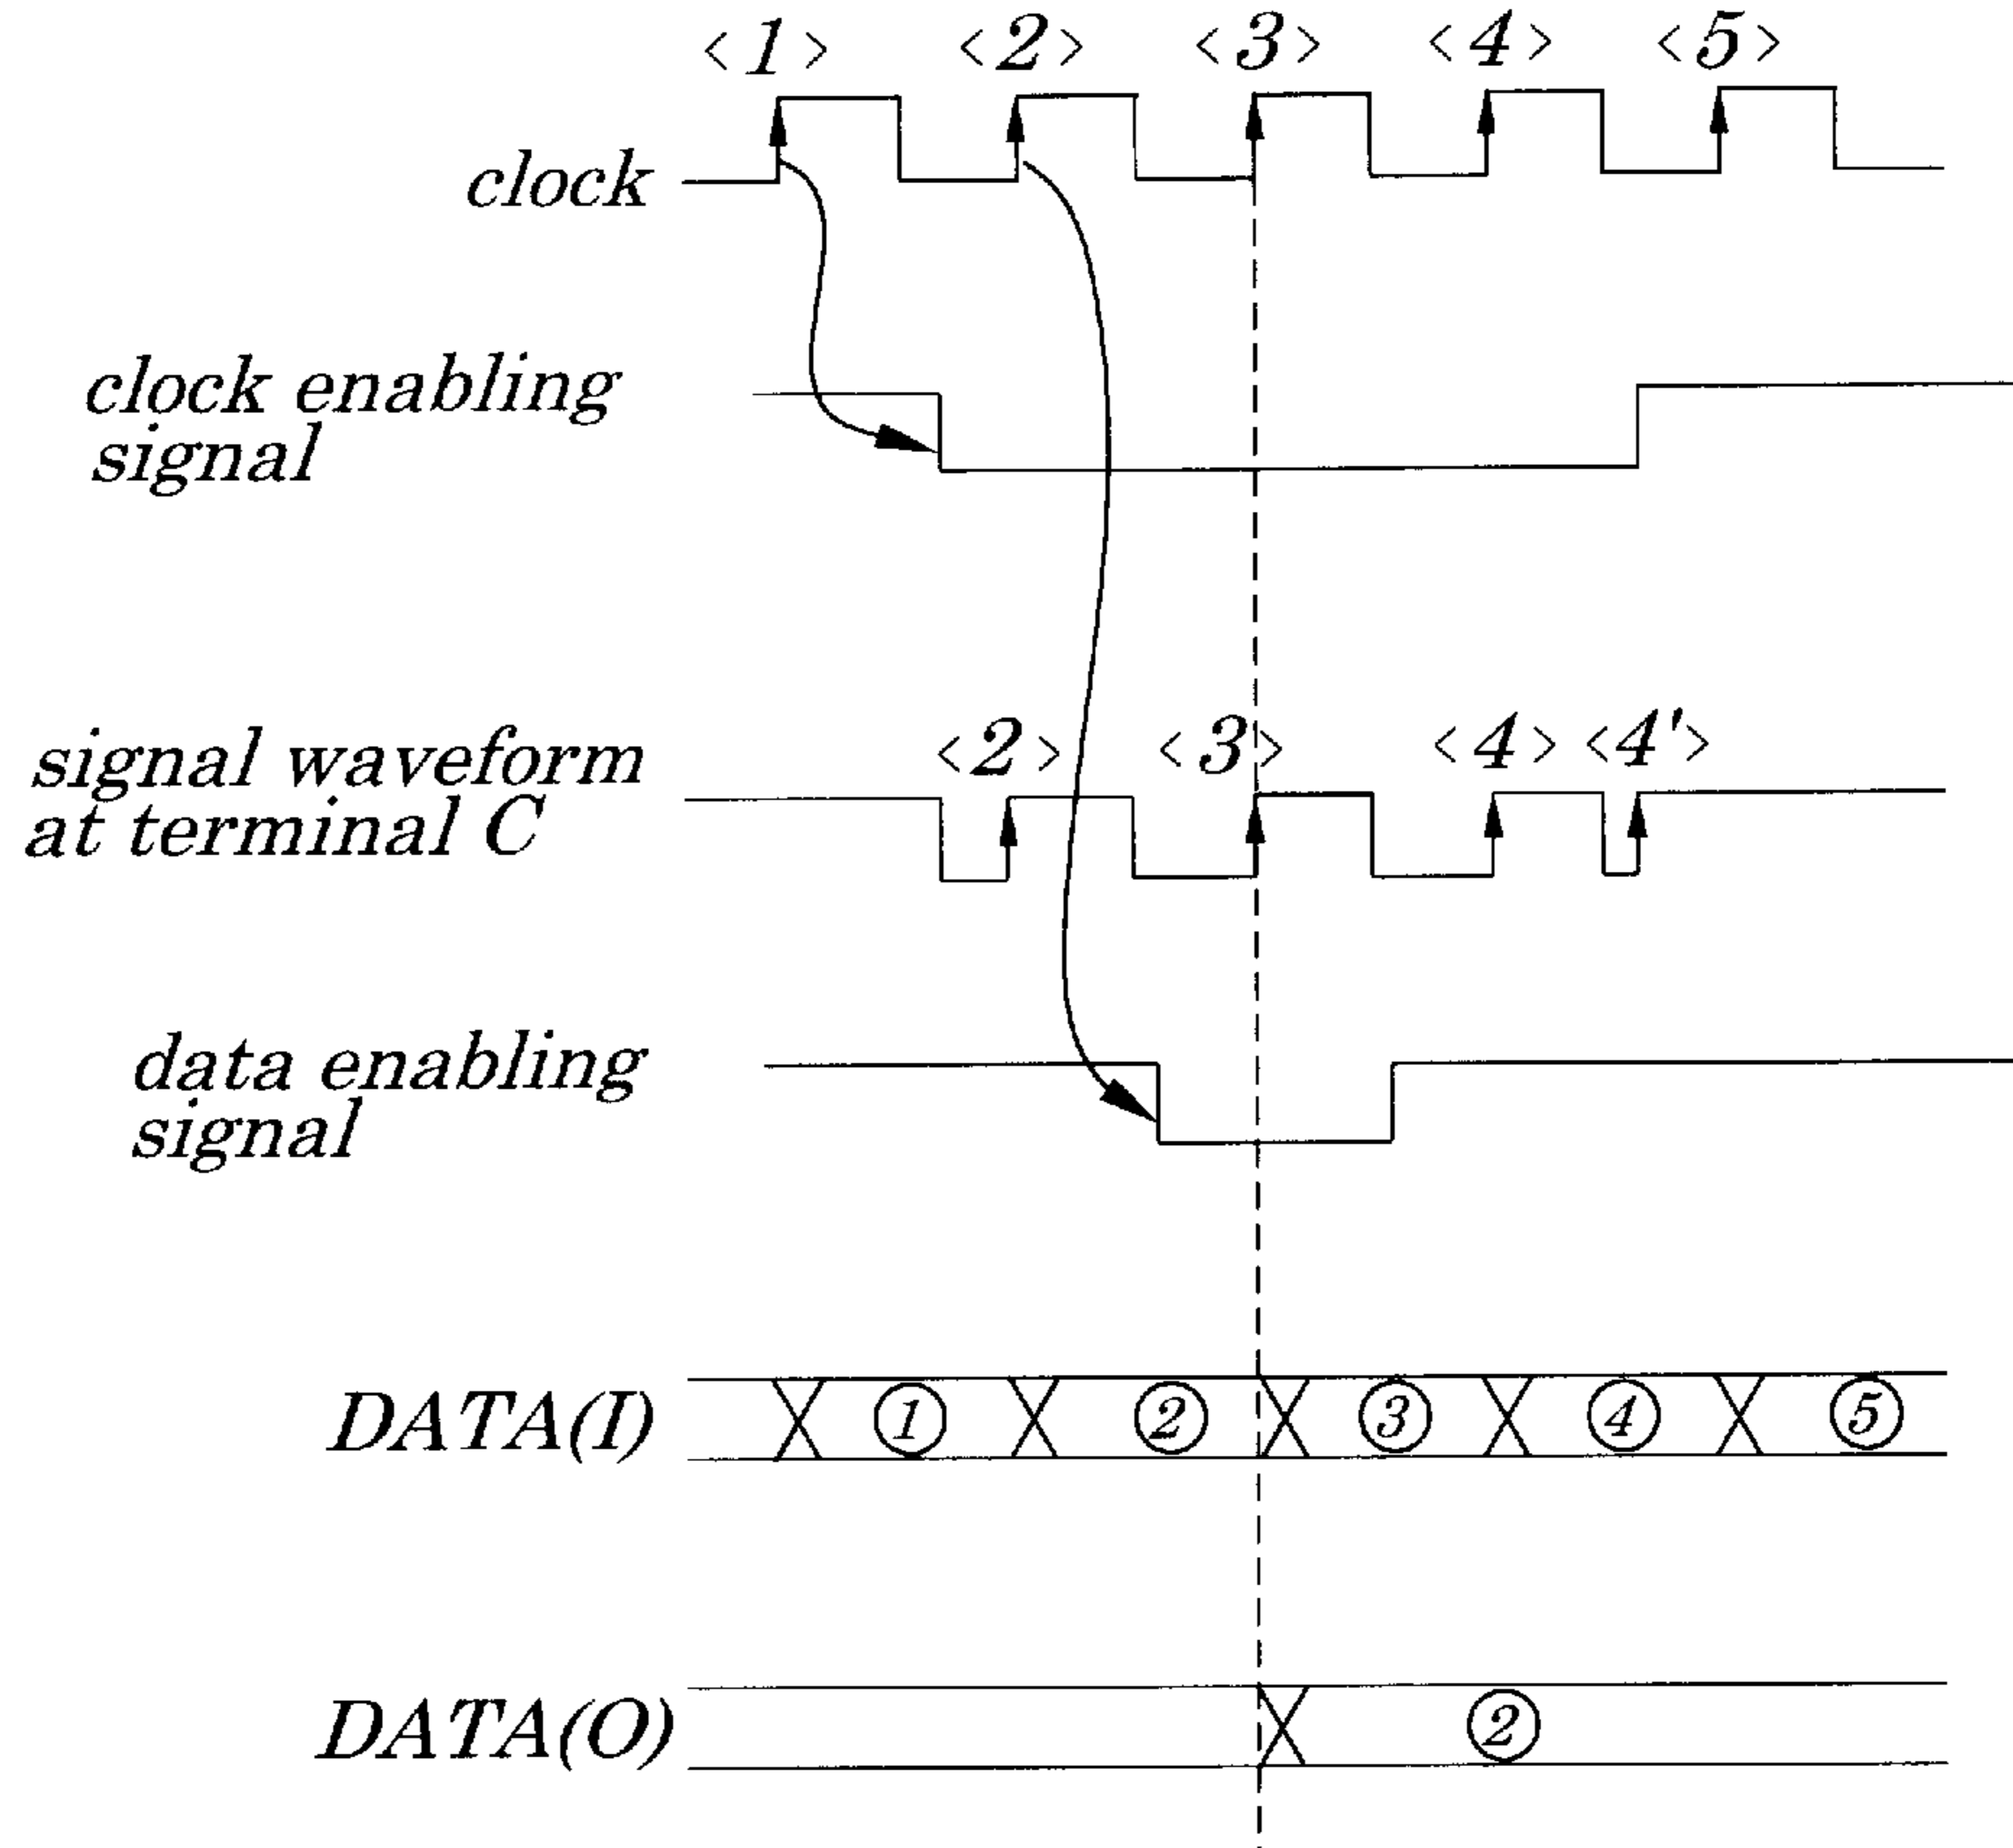 <1> <2> <3> <4> <5>
clock
clock enabling
signal
<2> <3> <4> <4'>
signal waveform
at terminal C
data enabling
signal
DATA(I) ① ② ③ ④ ⑤
DATA(O) ②